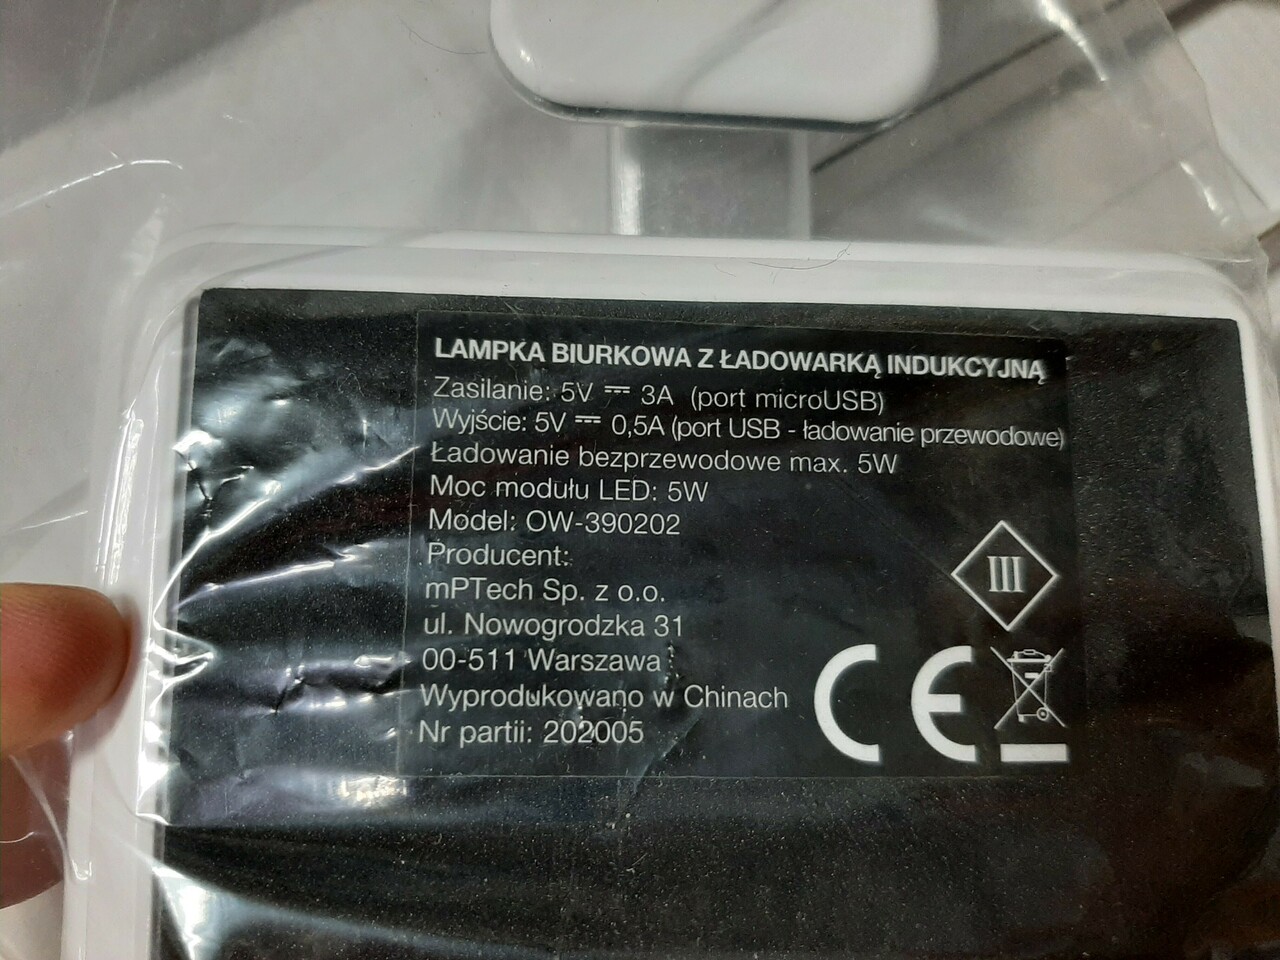 LAMPKA BIURKOWA Z ŁADOWARKĄ INDUKCYJNĄ
Zasilanie: 5V ⎓ 3A (port microUSB)
Wyjście: 5V ⎓ 0,5A (port USB - ładowanie przewodowe)
Ładowanie bezprzewodowe max. 5W
Moc modułu LED: 5W
Model: OW-390202
Producent:
mPTech Sp. z o.o.
ul. Nowogrodzka 31
00-511 Warszawa
Wyprodukowano w Chinach
Nr partii: 202005
III
CE